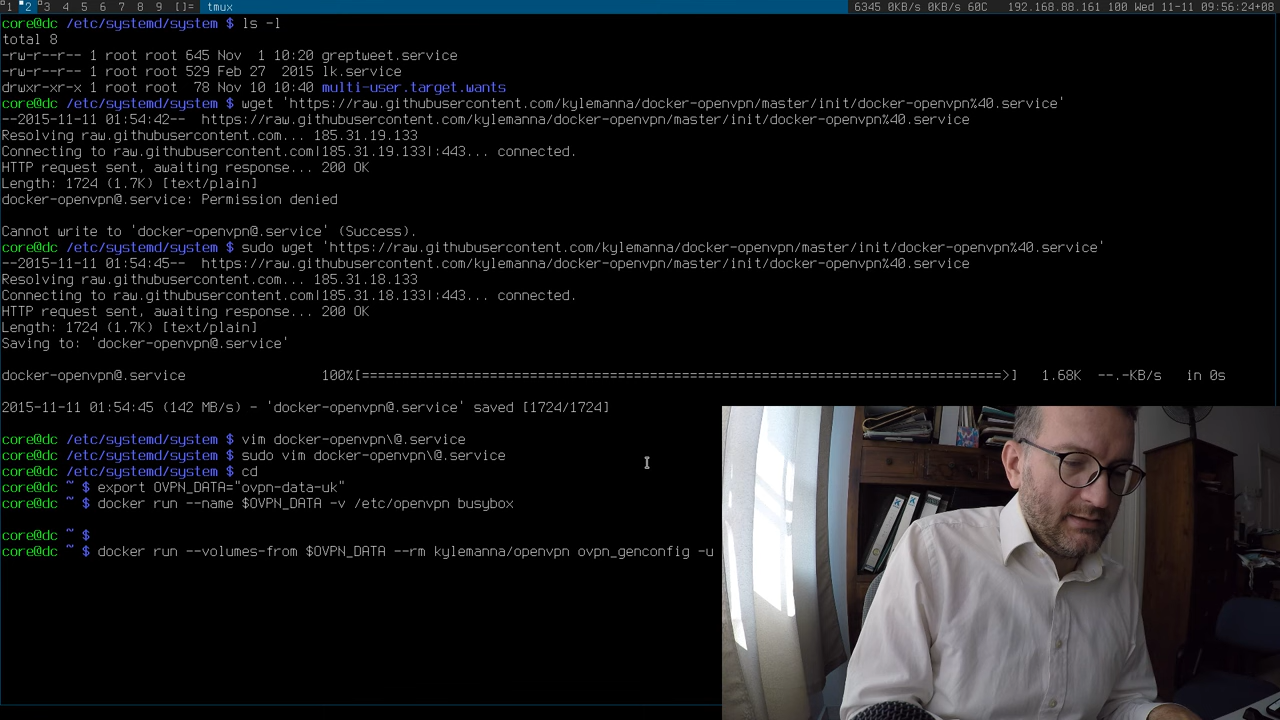 1 2 3 4 5 6 7 8 9 []= tmux 6345 0KB/s 0KB/s 60C 192.168.88.161 100 Wed 11-11 09:56:24+08
core@dc /etc/systemd/system $ ls -l
total 8
-rw-r--r-- 1 root root 645 Nov  1 10:20 greptweet.service
-rw-r--r-- 1 root root 529 Feb 27  2015 lk.service
drwxr-xr-x 1 root root  78 Nov 10 10:40 multi-user.target.wants
core@dc /etc/systemd/system $ wget 'https://raw.githubusercontent.com/kylemanna/docker-openvpn/master/init/docker-openvpn%40.service'
--2015-11-11 01:54:42--  https://raw.githubusercontent.com/kylemanna/docker-openvpn/master/init/docker-openvpn%40.service
Resolving raw.githubusercontent.com... 185.31.19.133
Connecting to raw.githubusercontent.com|185.31.19.133|:443... connected.
HTTP request sent, awaiting response... 200 OK
Length: 1724 (1.7K) [text/plain]
docker-openvpn@.service: Permission denied
Cannot write to 'docker-openvpn@.service' (Success).
core@dc /etc/systemd/system $ sudo wget 'https://raw.githubusercontent.com/kylemanna/docker-openvpn/master/init/docker-openvpn%40.service'
--2015-11-11 01:54:45--  https://raw.githubusercontent.com/kylemanna/docker-openvpn/master/init/docker-openvpn%40.service
Resolving raw.githubusercontent.com... 185.31.18.133
Connecting to raw.githubusercontent.com|185.31.18.133|:443... connected.
HTTP request sent, awaiting response... 200 OK
Length: 1724 (1.7K) [text/plain]
Saving to: 'docker-openvpn@.service'
docker-openvpn@.service 100%[================================================================================>] 1.68K --.-KB/s in 0s
2015-11-11 01:54:45 (142 MB/s) - 'docker-openvpn@.service' saved [1724/1724]
core@dc /etc/systemd/system $ vim docker-openvpn\@.service
core@dc /etc/systemd/system $ sudo vim docker-openvpn\@.service
core@dc /etc/systemd/system $ cd
core@dc ~ $ export OVPN_DATA="ovpn-data-uk"
core@dc ~ $ docker run --name $OVPN_DATA -v /etc/openvpn busybox
core@dc ~ $
core@dc ~ $ docker run --volumes-from $OVPN_DATA --rm kylemanna/openvpn ovpn_genconfig -u